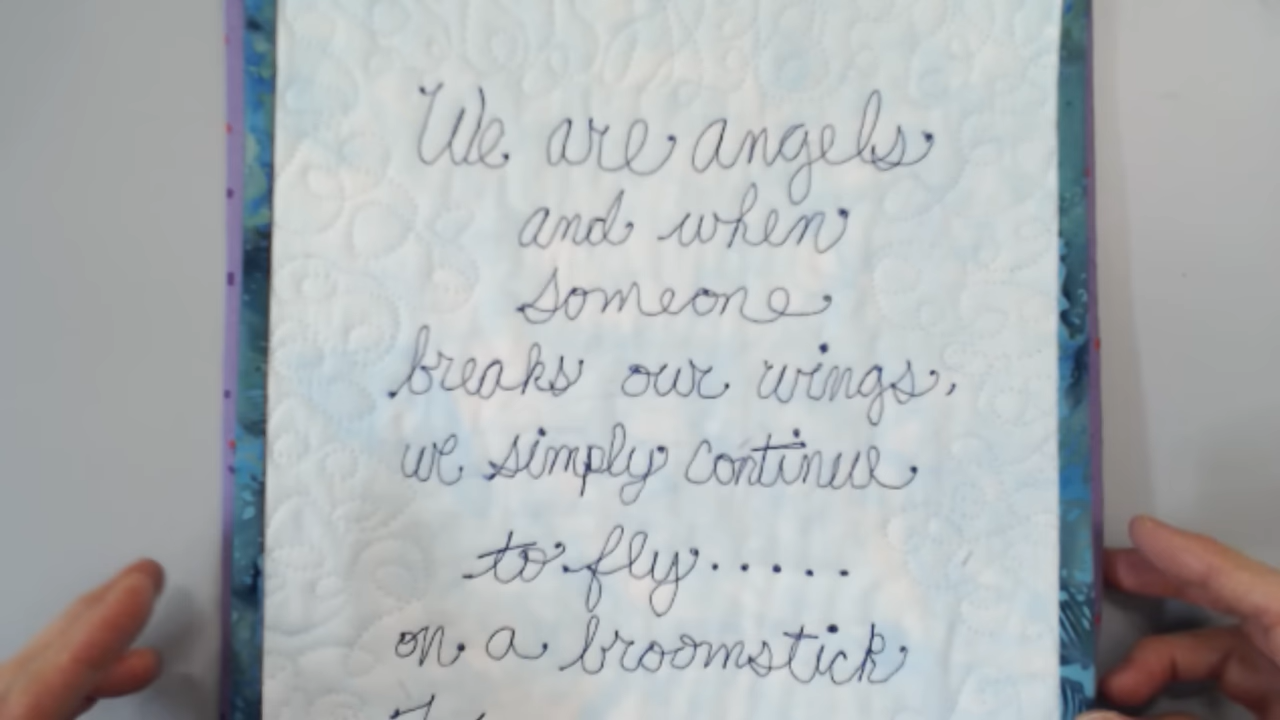 We are angels
and when
someone
breaks our wings,
we simply continue
to fly......
on a broomstick